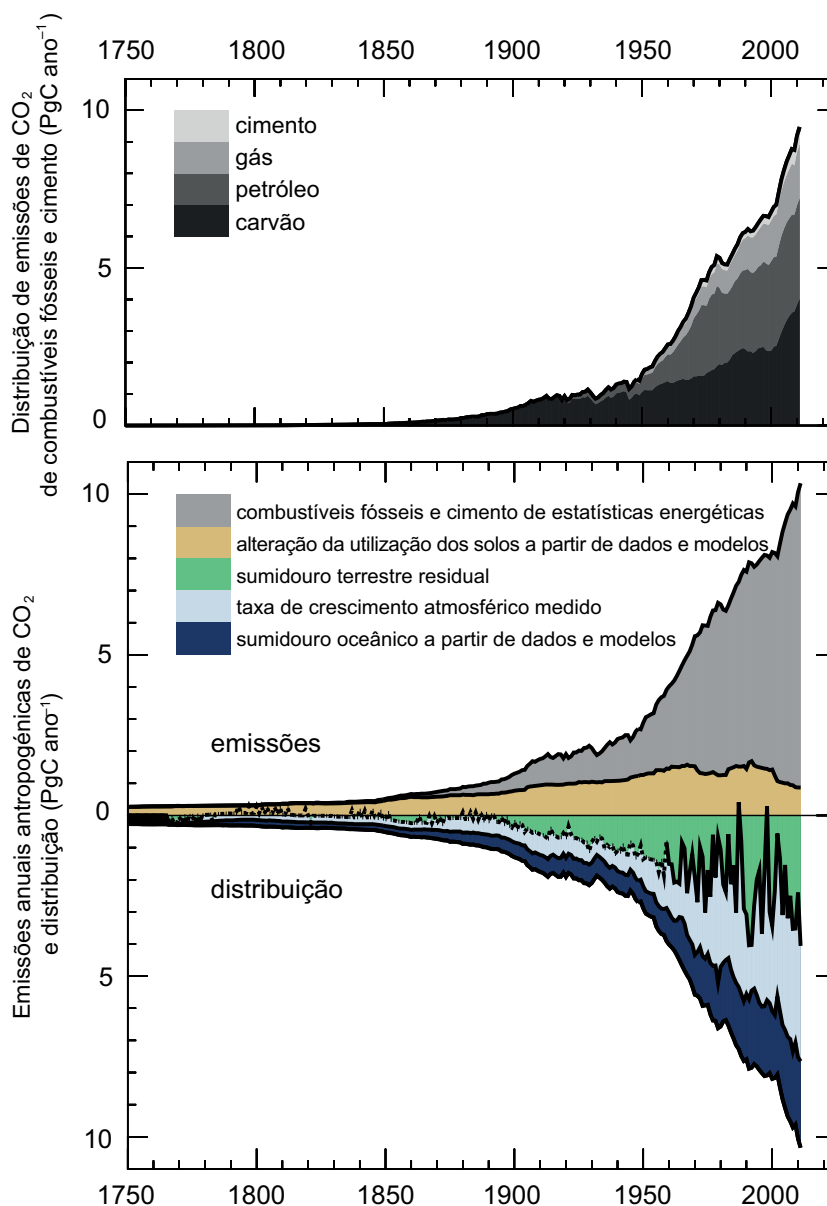 1750 1800 1850 1900 1950 2000
Distribuição de emissões de CO₂
de combustíveis fósseis e cimento (PgC ano⁻¹)
10
5
0
cimento
gás
petróleo
carvão
Emissões anuais antropogénicas de CO₂
e distribuição (PgC ano⁻¹)
10
5
0
5
10
combustíveis fósseis e cimento de estatísticas energéticas
alteração da utilização dos solos a partir de dados e modelos
sumidouro terrestre residual
taxa de crescimento atmosférico medido
sumidouro oceânico a partir de dados e modelos
emissões
distribuição
1750 1800 1850 1900 1950 2000